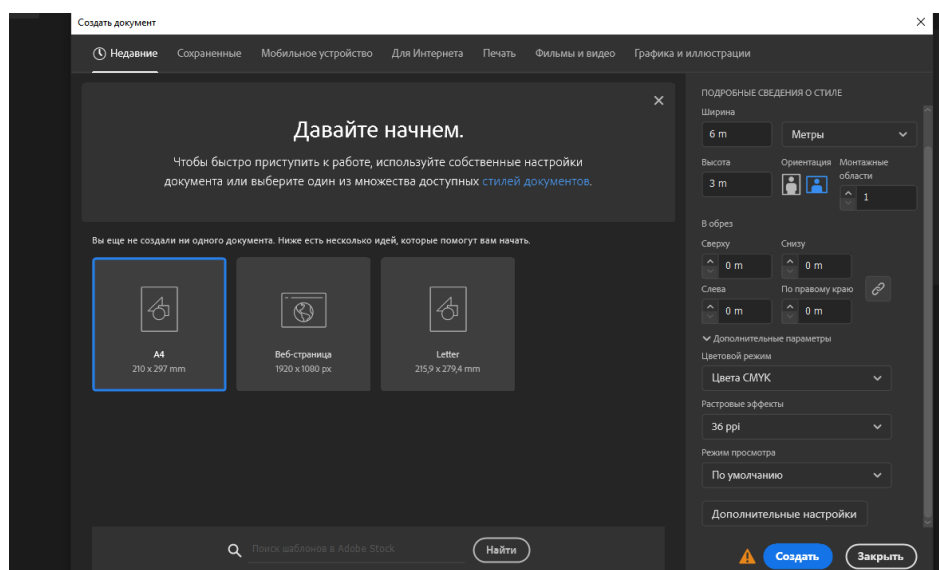 Создать документ
Недавние Сохраненные Мобильное устройство Для Интернета Печать Фильмы и видео Графика и иллюстрации
Давайте начнем.
Чтобы быстро приступить к работе, используйте собственные настройки
документа или выберите один из множества доступных стилей документов.
Вы еще не создали ни одного документа. Ниже есть несколько идей, которые помогут вам начать.
A4
210 x 297 mm
Веб-страница
1920 x 1080 px
Letter
215,9 x 279,4 mm
Поиск шаблонов в Adobe Stock
Найти
ПОДРОБНЫЕ СВЕДЕНИЯ О СТИЛЕ
Ширина
6 m Метры
Высота Ориентация Монтажные
области
3 m 1
В обрез
Сверху Снизу
0 m 0 m
Слева По правому краю
0 m 0 m
Дополнительные параметры
Цветовой режим
Цвета CMYK
Растровые эффекты
36 ppi
Режим просмотра
По умолчанию
Дополнительные настройки
Создать Закрыть